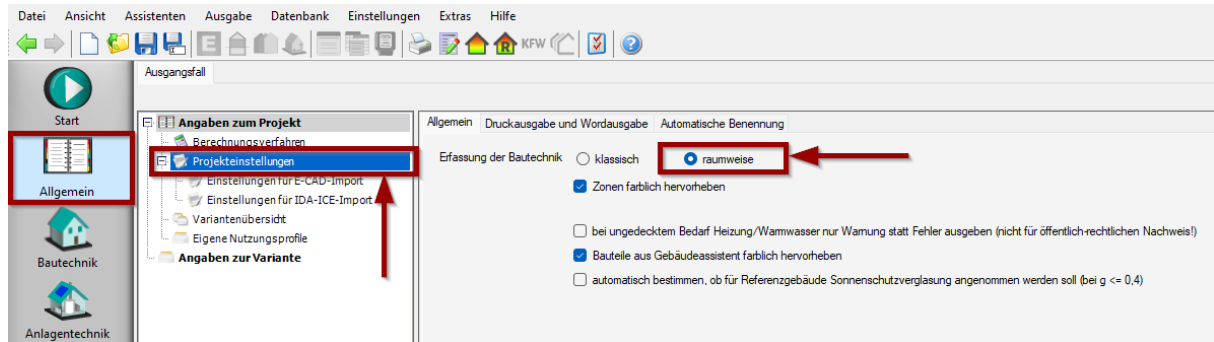 Datei Ansicht Assistenten Ausgabe Datenbank Einstellungen Extras Hilfe
KFW
Ausgangsfall
Start
Allgemein
Bautechnik
Anlagentechnik
Angaben zum Projekt
Berechnungsverfahren
Projekteinstellungen
Einstellungen für E-CAD-Import
Einstellungen für IDA-ICE-Import
Variantenübersicht
Eigene Nutzungsprofile
Angaben zur Variante
Allgemein Druckausgabe und Wordausgabe Automatische Benennung
Erfassung der Bautechnik klassisch raumweise
Zonen farblich hervorheben
bei ungedecktem Bedarf Heizung/Warmwasser nur Warnung statt Fehler ausgeben (nicht für öffentlich-rechtlichen Nachweis!)
Bauteile aus Gebäudeassistent farblich hervorheben
automatisch bestimmen, ob für Referenzgebäude Sonnenschutzverglasung angenommen werden soll (bei g <= 0,4)